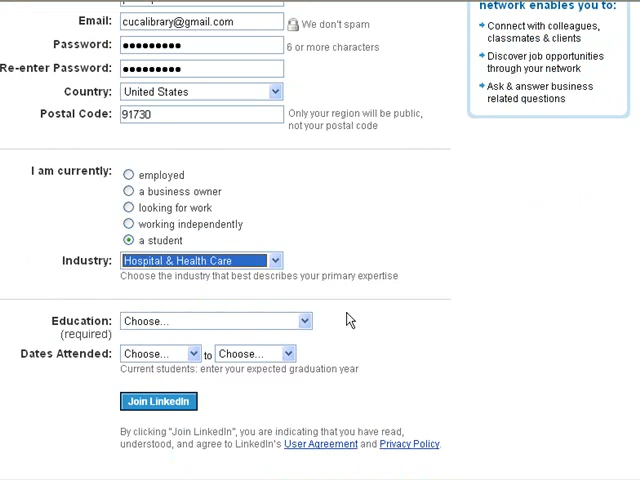 network enables you to:
Email: cucalibrary@gmail.com We don't spam
Connect with colleagues, classmates & clients
Password: ●●●●●●●●● 6 or more characters
Discover job opportunities through your network
Re-enter Password: ●●●●●●●●●
Ask & answer business related questions
Country: United States
Postal Code: 91730 Only your region will be public, not your postal code
I am currently: employed
a business owner
looking for work
working independently
a student
Industry: Hospital & Health Care
Choose the industry that best describes your primary expertise
Education: Choose...
(required)
Dates Attended: Choose... to Choose...
Current students: enter your expected graduation year
Join LinkedIn
By clicking "Join LinkedIn", you are indicating that you have read,
understood, and agree to LinkedIn's User Agreement and Privacy Policy.